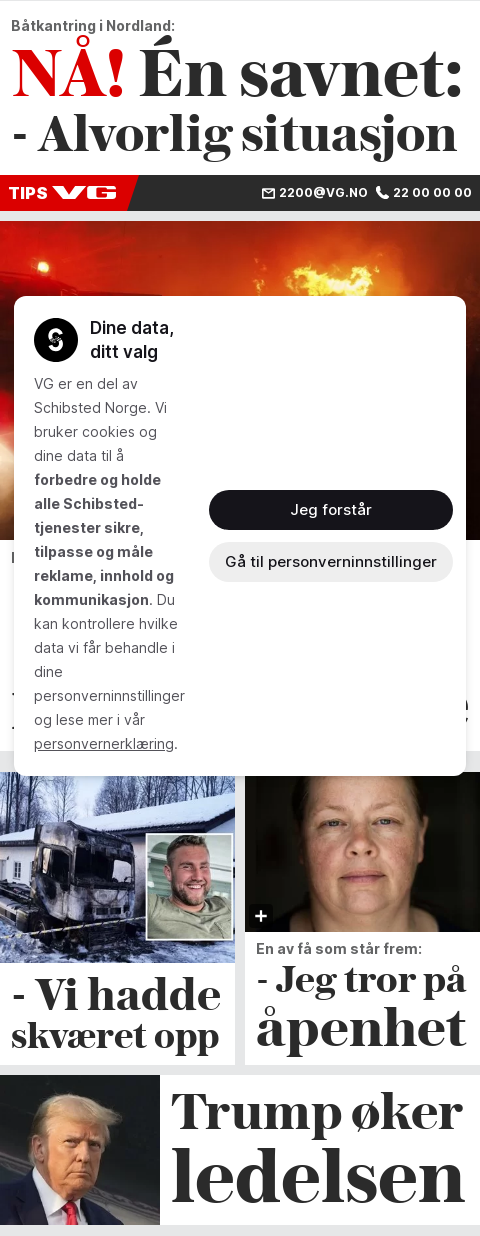 Båtkantring i Nordland:
NÅ! Én savnet:
- Alvorlig situasjon
TIPS VG
2200@VG.NO 22 00 00 00
Dine data,
ditt valg
VG er en del av
Schibsted Norge. Vi
bruker cookies og
dine data til å
forbedre og holde
alle Schibsted-
tjenester sikre,
tilpasse og måle
reklame, innhold og
kommunikasjon. Du
kan kontrollere hvilke
data vi får behandle i
dine
personverninnstillinger
og lese mer i vår
personvernerklæring.
Jeg forstår
Gå til personverninnstillinger
- Vi hadde
skværet opp
En av få som står frem:
- Jeg tror på
åpenhet
Trump øker
ledelsen